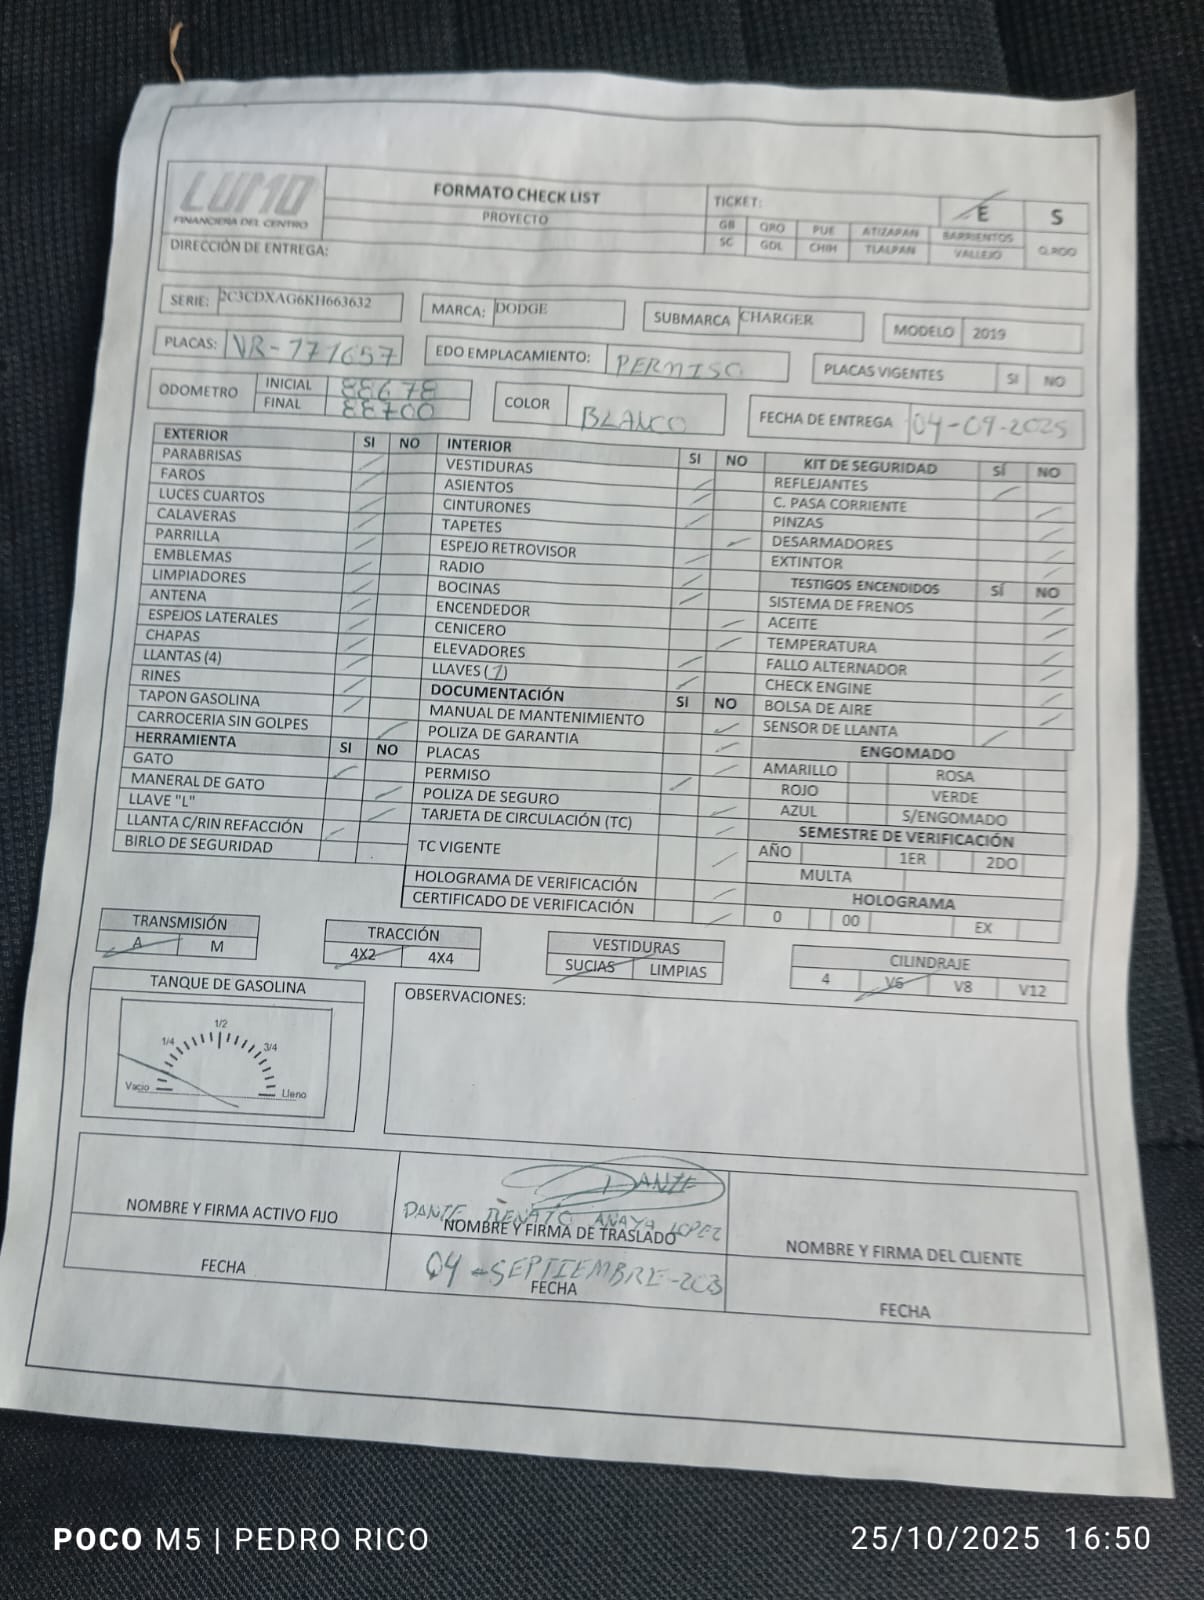 LUMO
FINANCIERA DEL CENTRO
FORMATO CHECK LIST
PROYECTO
TICKET:
E S
GB QRO PUE ATIZAPAN BARRIENTOS
SC GDL CHIH TLALPAN VALLEJO Q.ROO
DIRECCIÓN DE ENTREGA:
SERIE: 2C3CDXAG6KH663632 MARCA: DODGE SUBMARCA CHARGER MODELO 2019
PLACAS: VR-171657 EDO EMPLACAMIENTO: PERMISO PLACAS VIGENTES SI NO
ODOMETRO INICIAL 88678
FINAL 88700
COLOR BLANCO FECHA DE ENTREGA 04-09-2025
EXTERIOR SI NO
PARABRISAS
FAROS
LUCES CUARTOS
CALAVERAS
PARRILLA
EMBLEMAS
LIMPIADORES
ANTENA
ESPEJOS LATERALES
CHAPAS
LLANTAS (4)
RINES
TAPON GASOLINA
CARROCERIA SIN GOLPES
HERRAMIENTA SI NO
GATO
MANERAL DE GATO
LLAVE "L"
LLANTA C/RIN REFACCIÓN
BIRLO DE SEGURIDAD
INTERIOR SI NO
VESTIDURAS
ASIENTOS
CINTURONES
TAPETES
ESPEJO RETROVISOR
RADIO
BOCINAS
ENCENDEDOR
CENICERO
ELEVADORES
LLAVES (1)
DOCUMENTACIÓN SI NO
MANUAL DE MANTENIMIENTO
POLIZA DE GARANTIA
PLACAS
PERMISO
POLIZA DE SEGURO
TARJETA DE CIRCULACIÓN (TC)
TC VIGENTE
HOLOGRAMA DE VERIFICACIÓN
CERTIFICADO DE VERIFICACIÓN
KIT DE SEGURIDAD SÍ NO
REFLEJANTES
C. PASA CORRIENTE
PINZAS
DESARMADORES
EXTINTOR
TESTIGOS ENCENDIDOS SÍ NO
SISTEMA DE FRENOS
ACEITE
TEMPERATURA
FALLO ALTERNADOR
CHECK ENGINE
BOLSA DE AIRE
SENSOR DE LLANTA
ENGOMADO
AMARILLO ROSA
ROJO VERDE
AZUL S/ENGOMADO
SEMESTRE DE VERIFICACIÓN
AÑO 1ER 2DO
MULTA
HOLOGRAMA
0 00 EX
TRANSMISIÓN
A M
TRACCIÓN
4X2 4X4
VESTIDURAS
SUCIAS LIMPIAS
CILINDRAJE
4 V6 V8 V12
TANQUE DE GASOLINA
1/2
1/4 3/4
Vacio Lleno
OBSERVACIONES:
NOMBRE Y FIRMA ACTIVO FIJO
FECHA
DANTE
DANTE RENATO ANAYA LOPEZ
NOMBRE Y FIRMA DE TRASLADO
04-SEPTIEMBRE-
FECHA
NOMBRE Y FIRMA DEL CLIENTE
FECHA
POCO M5 | PEDRO RICO
25/10/2025 16:50